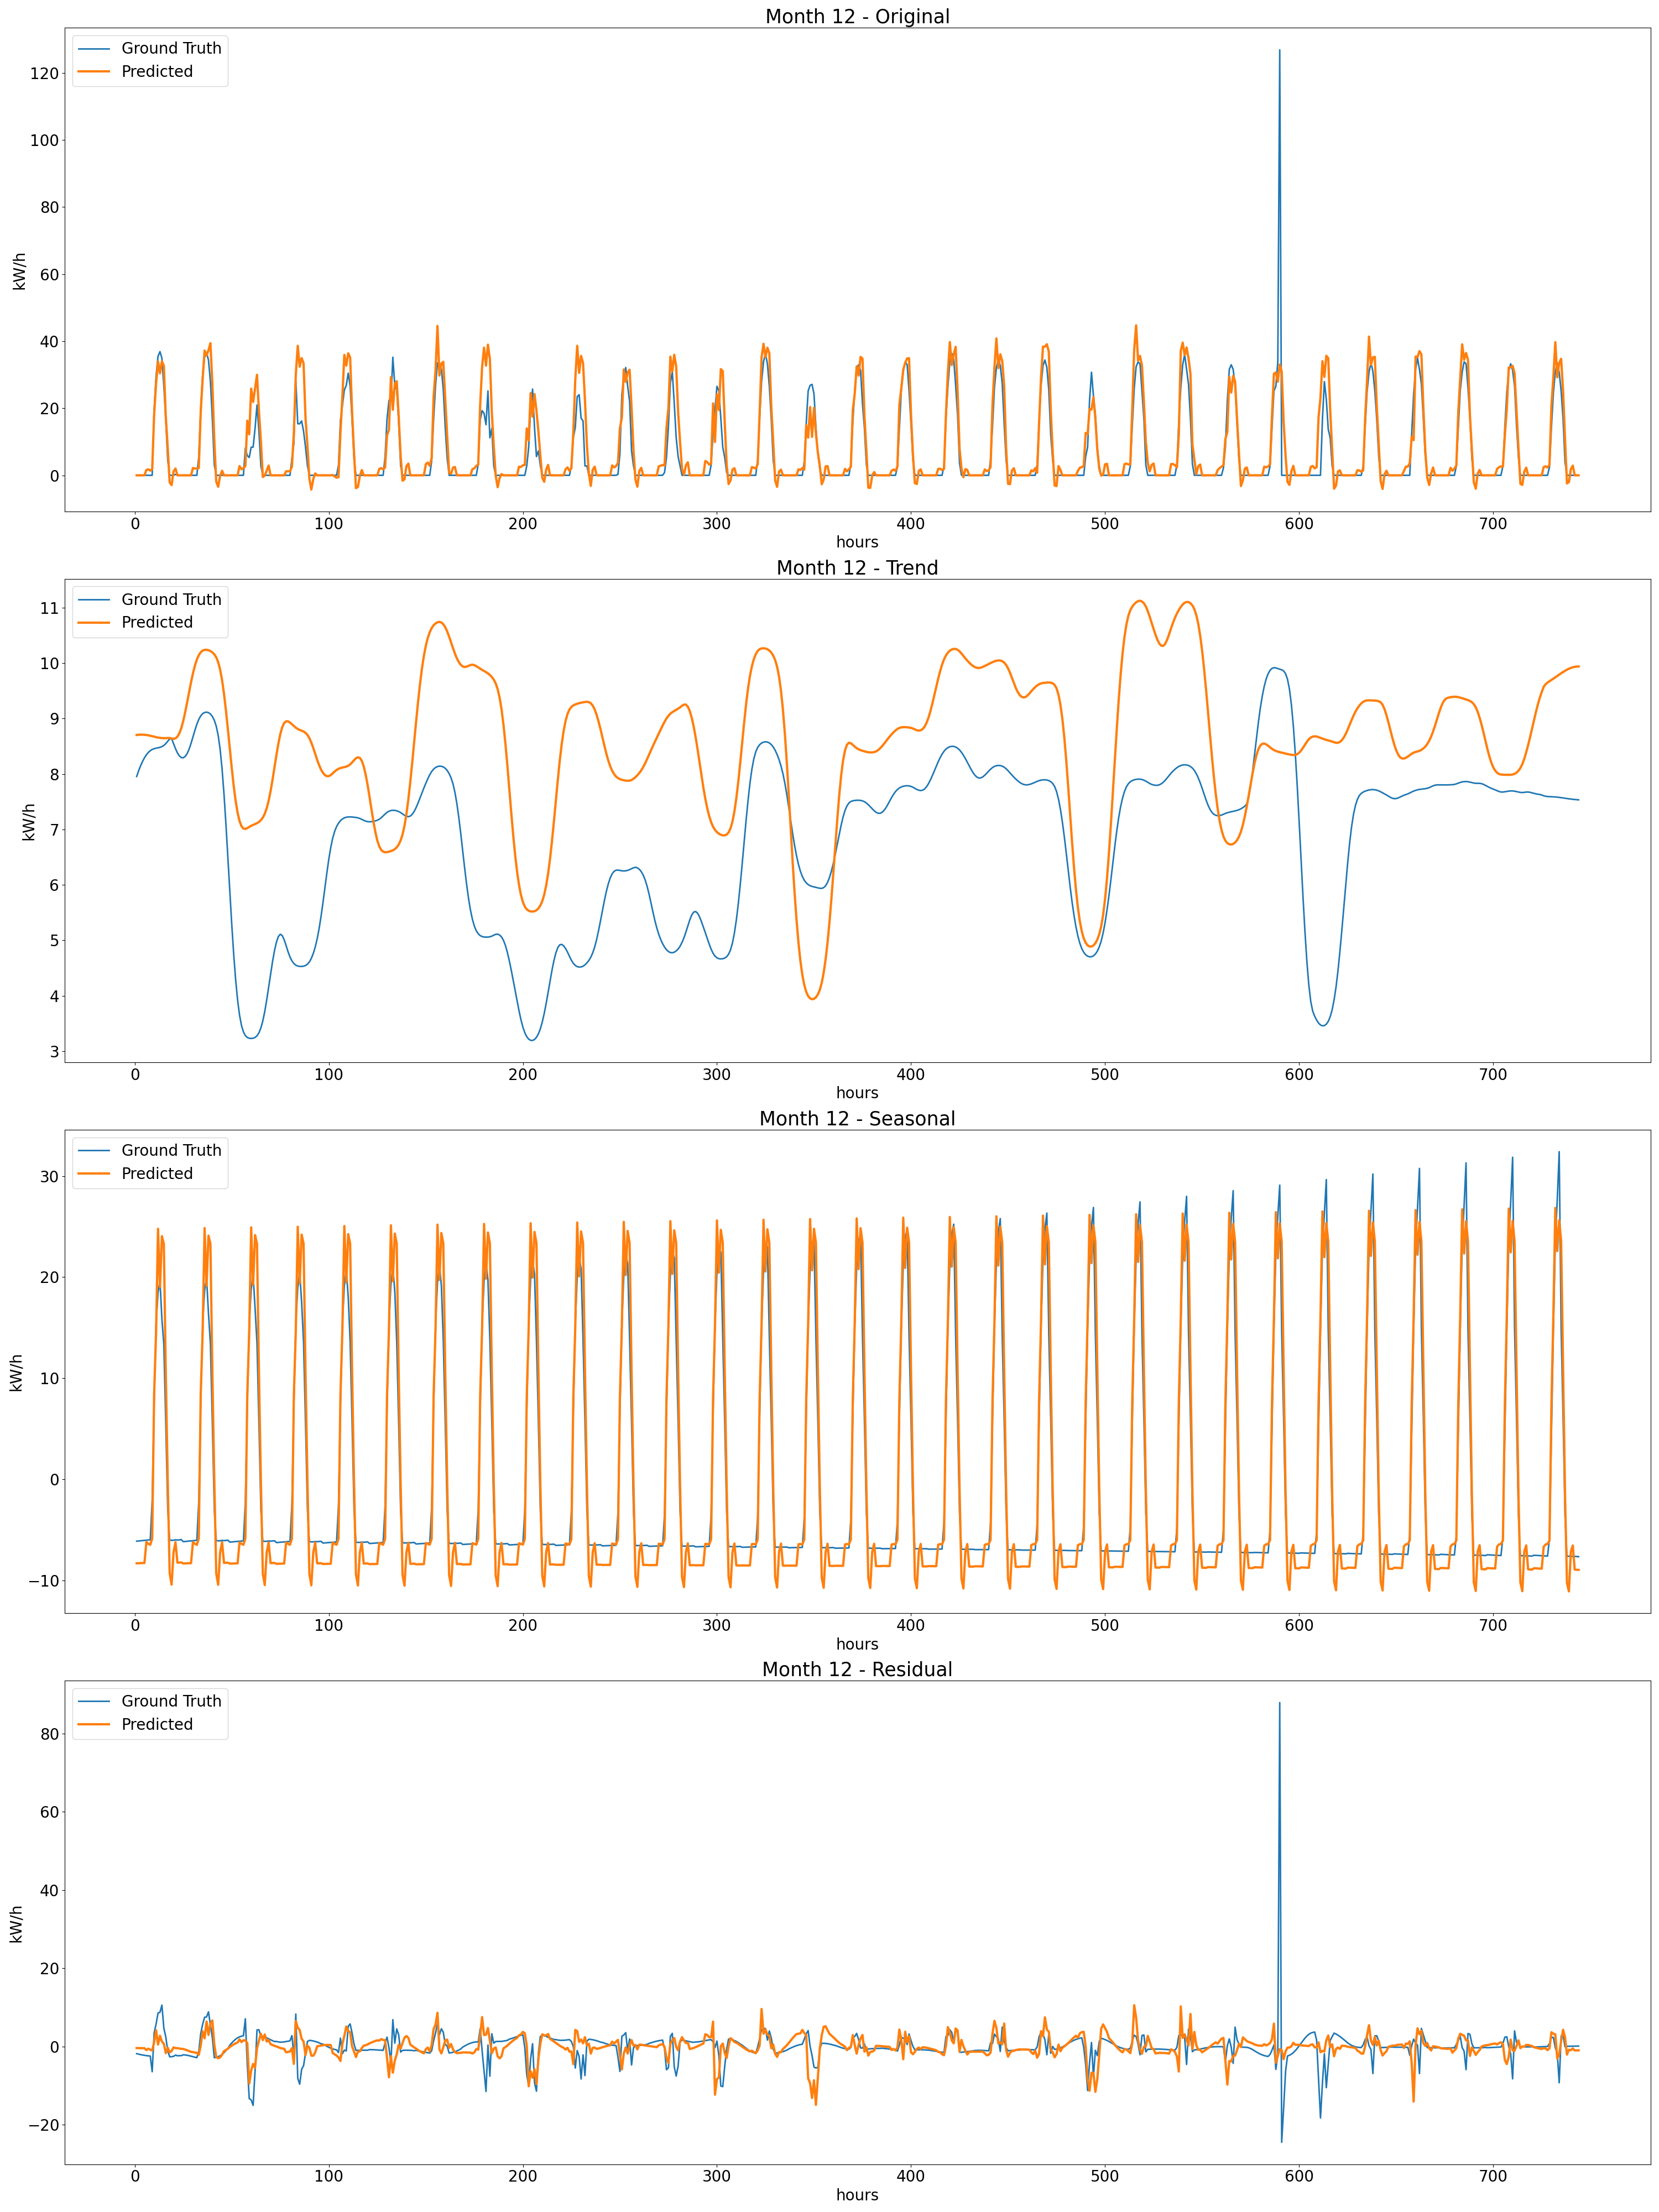 Month 12 - Original
Ground Truth
Predicted
120
100
80
60
40
20
0
kW/h
0 100 200 300 400 500 600 700
hours
Month 12 - Trend
Ground Truth
Predicted
11
10
9
8
7
6
5
4
3
kW/h
0 100 200 300 400 500 600 700
hours
Month 12 - Seasonal
Ground Truth
Predicted
30
20
10
0
−10
kW/h
0 100 200 300 400 500 600 700
hours
Month 12 - Residual
Ground Truth
Predicted
80
60
40
20
0
−20
kW/h
0 100 200 300 400 500 600 700
hours